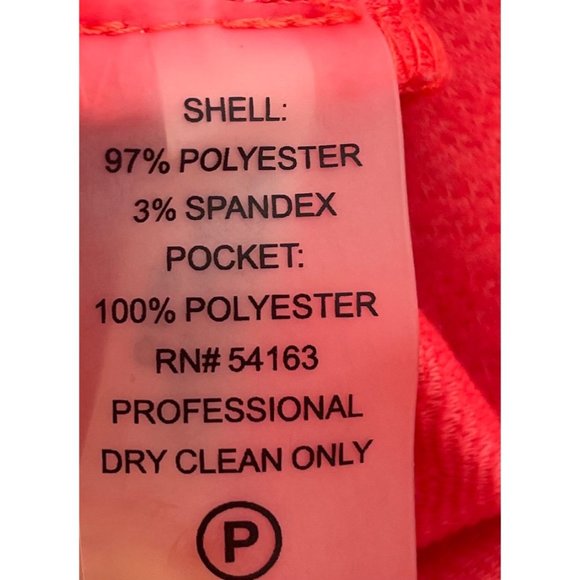 SHELL:
97% POLYESTER
3% SPANDEX
POCKET:
100% POLYESTER
RN# 54163
PROFESSIONAL
DRY CLEAN ONLY
P